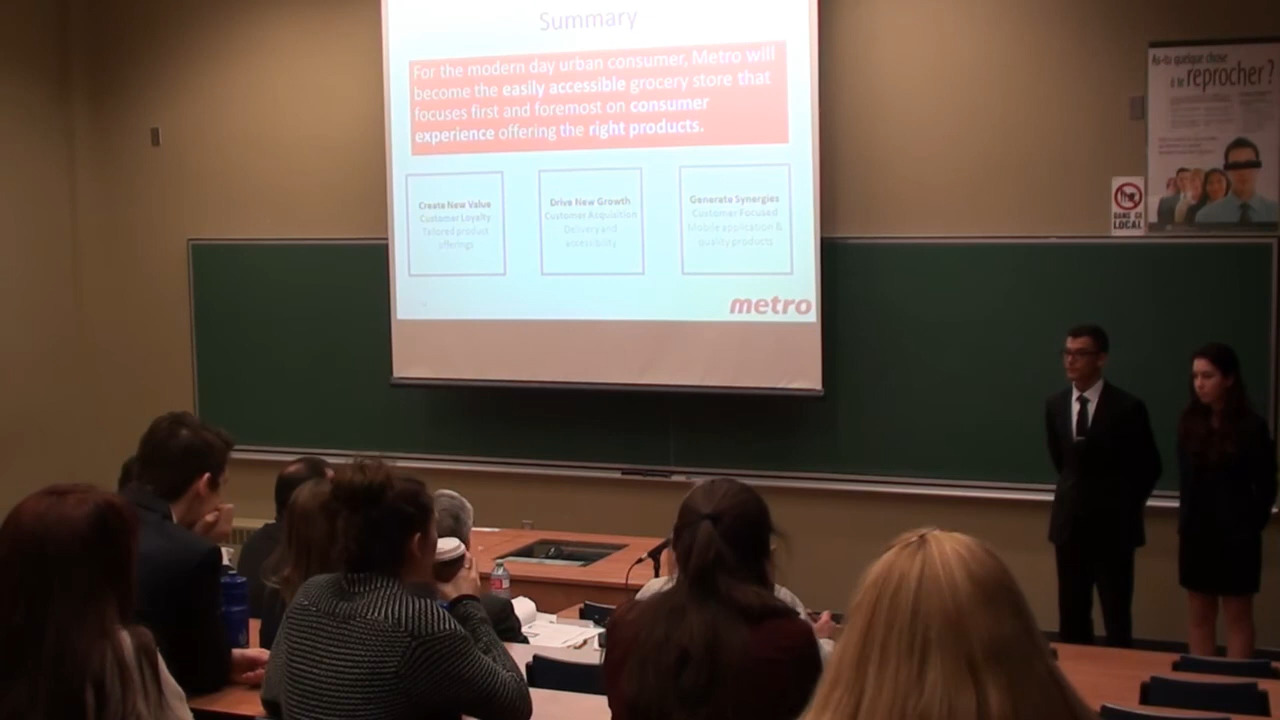 Summary
For the modern day urban consumer, Metro will
become the easily accessible grocery store that
focuses first and foremost on consumer
experience offering the right products.
Create New Value
Customer Loyalty
Tailored product
offerings
Drive New Growth
Customer Acquisition
Delivery and
accessibility
Generate Synergies
Customer Focused
Mobile application &
quality products
metro
As-tu quelque chose
à te reprocher ?
DANS CE
LOCAL